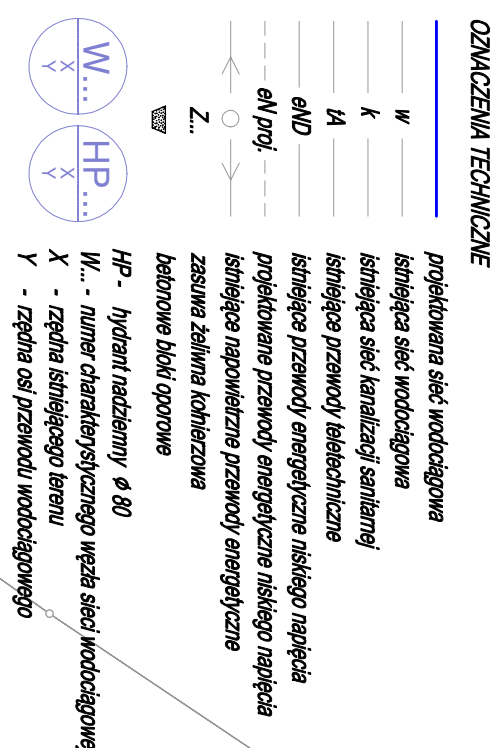 OZNACZENIA TECHNICZNE
projektowana sieć wodociągowa
w istniejąca sieć wodociągowa
k istniejąca sieć kanalizacji sanitarnej
tA istniejące przewody teletechniczne
eND istniejące przewody energetyczne niskiego napięcia
eN proj. projektowane przewody energetyczne niskiego napięcia
istniejące napowietrzne przewody energetyczne
Z... zasuwa żeliwna kołnierzowa
betonowe bloki oporowe
HP... X Y
W... X Y
HP - hydrant nadziemny ϕ 80
W... - numer charakterystycznego węzła sieci wodociągowe
X - rzędna istniejącego terenu
Y - rzędna osi przewodu wodociągowego